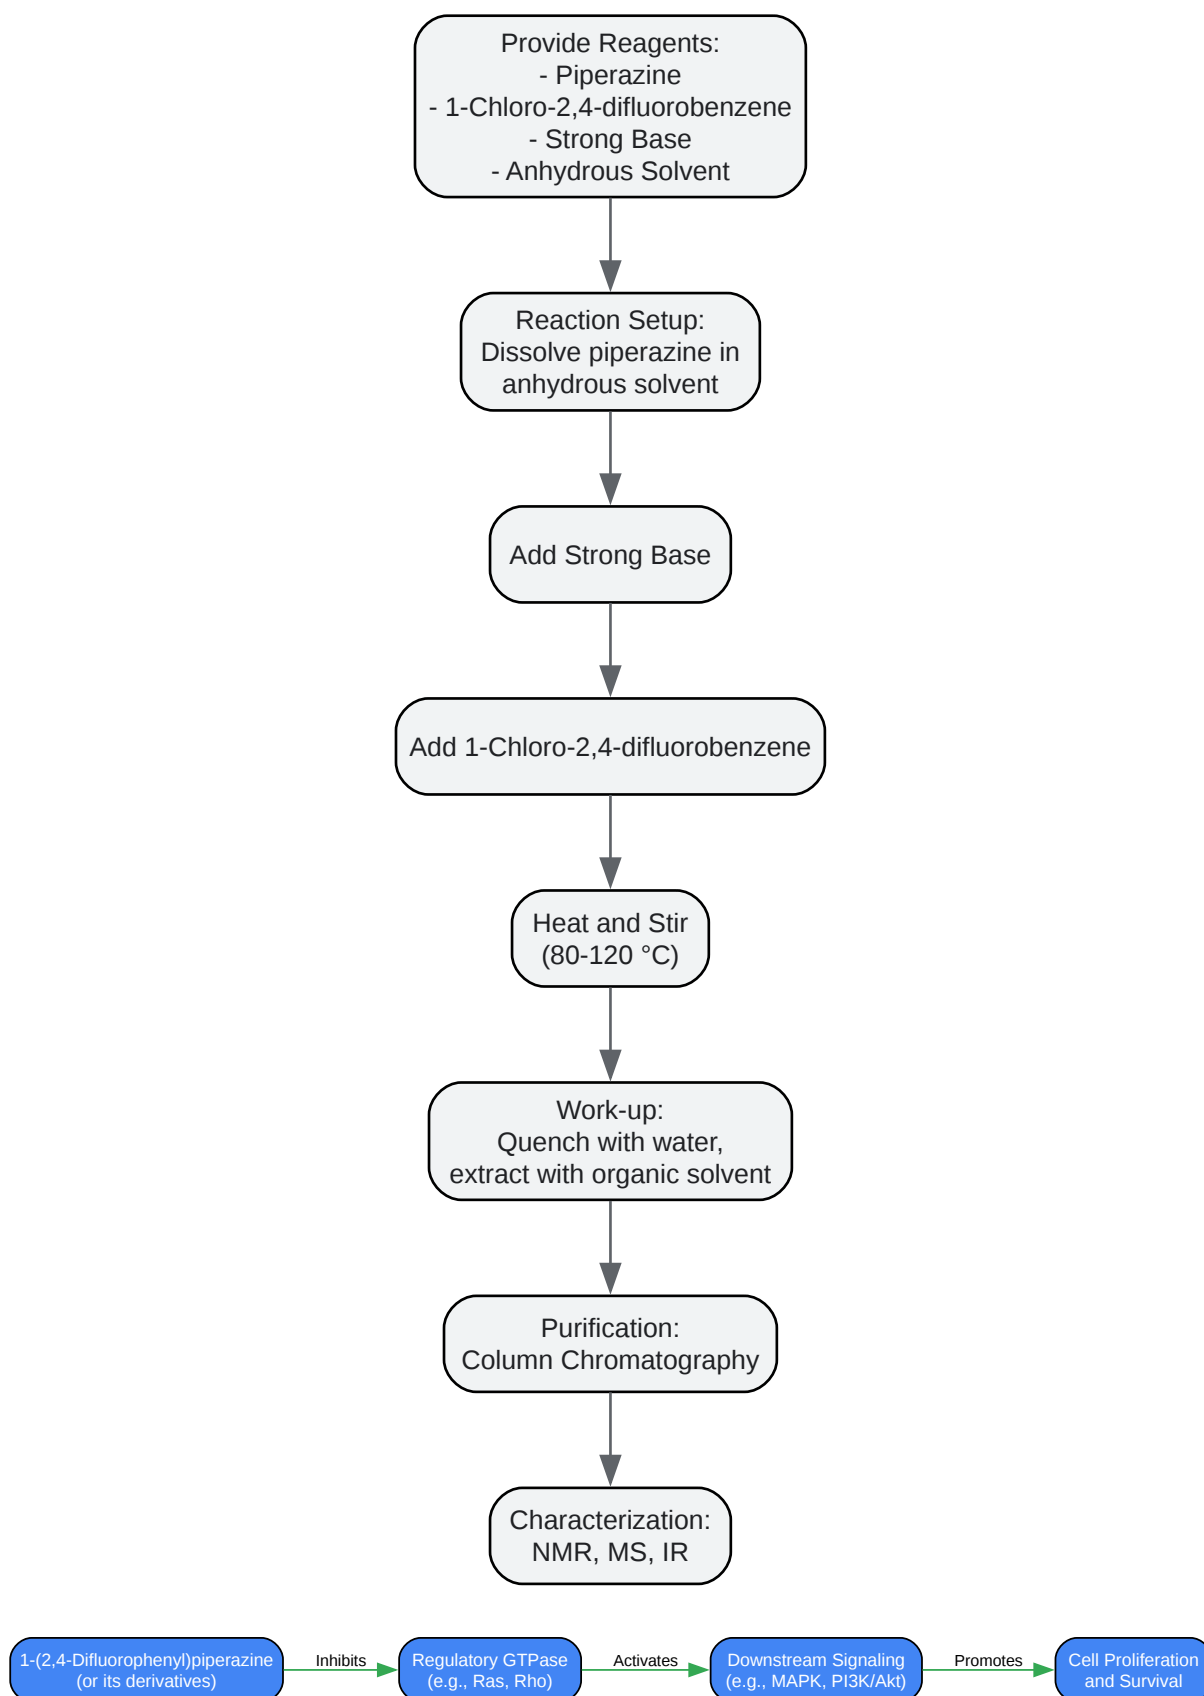 Provide Reagents:
- Piperazine
- 1-Chloro-2,4-difluorobenzene
- Strong Base
- Anhydrous Solvent
Reaction Setup:
Dissolve piperazine in
anhydrous solvent
Add Strong Base
Add 1-Chloro-2,4-difluorobenzene
Heat and Stir
(80-120 °C)
Work-up:
Quench with water,
extract with organic solvent
Purification:
Column Chromatography
Characterization:
NMR, MS, IR
1-(2,4-Difluorophenyl)piperazine
(or its derivatives)
Inhibits
Regulatory GTPase
(e.g., Ras, Rho)
Activates
Downstream Signaling
(e.g., MAPK, PI3K/Akt)
Promotes
Cell Proliferation
and Survival